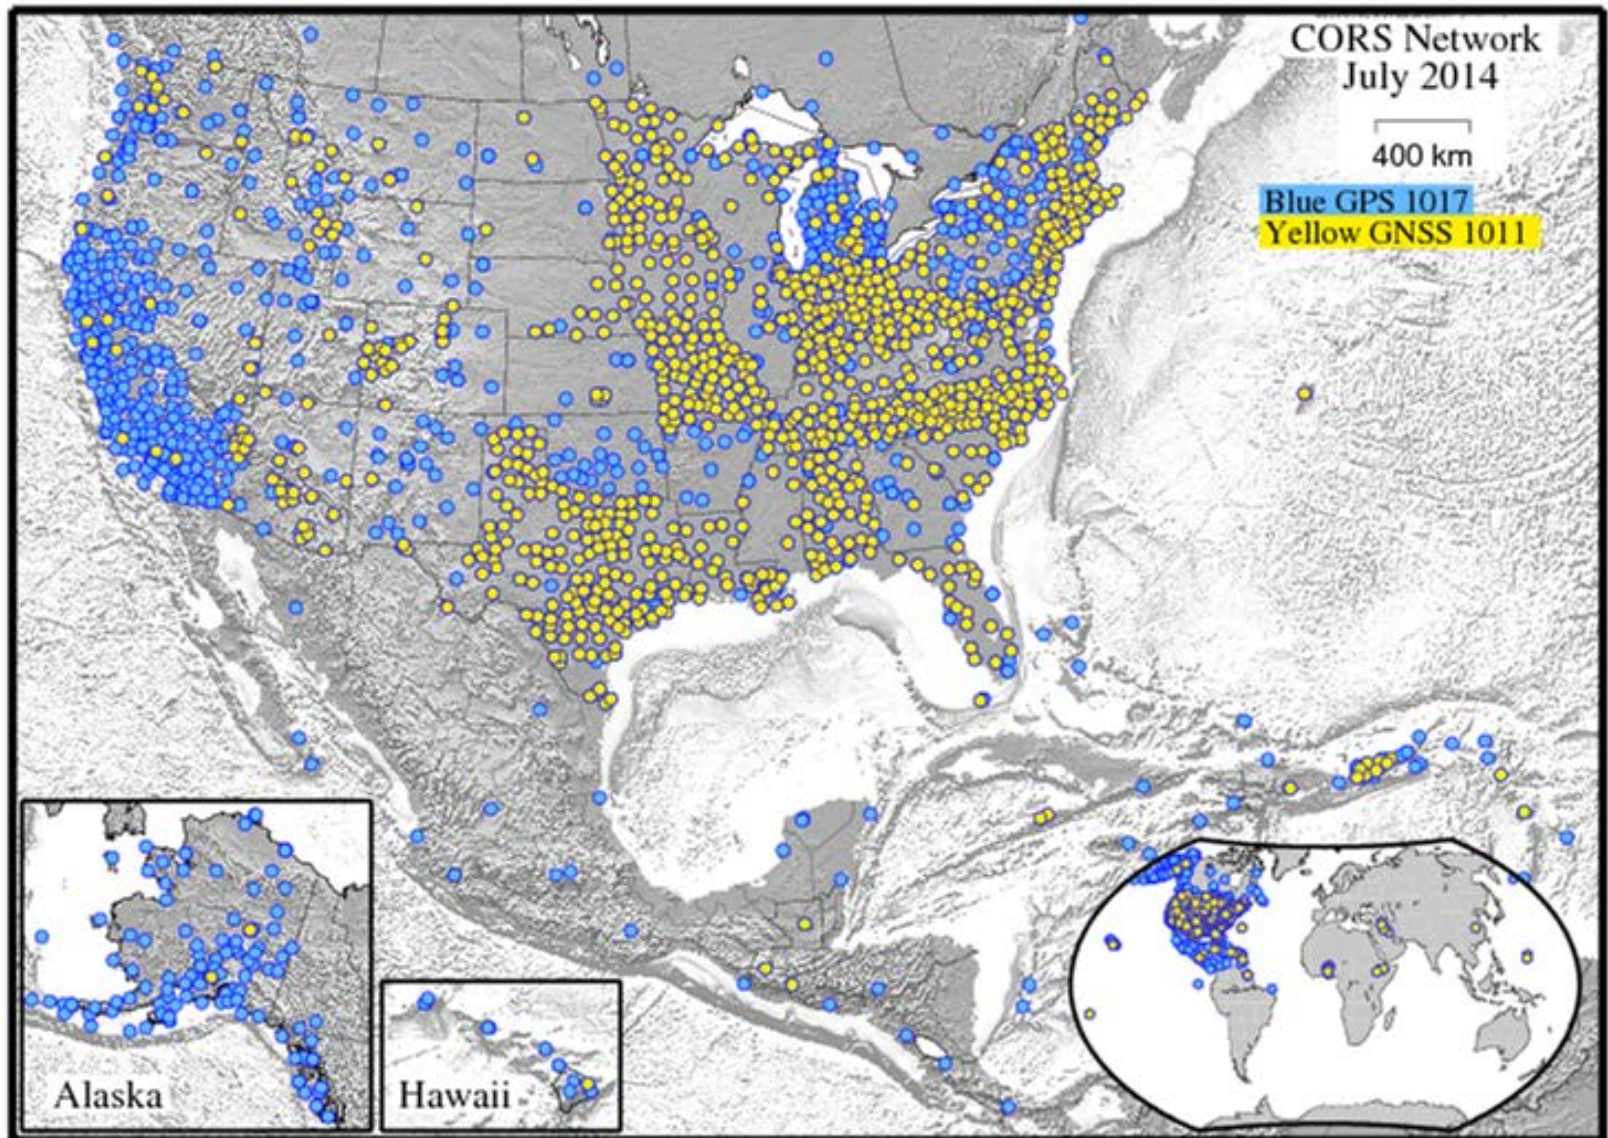 CORS Network
July 2014
400 km
Blue GPS 1017
Yellow GNSS 1011
Alaska
Hawaii